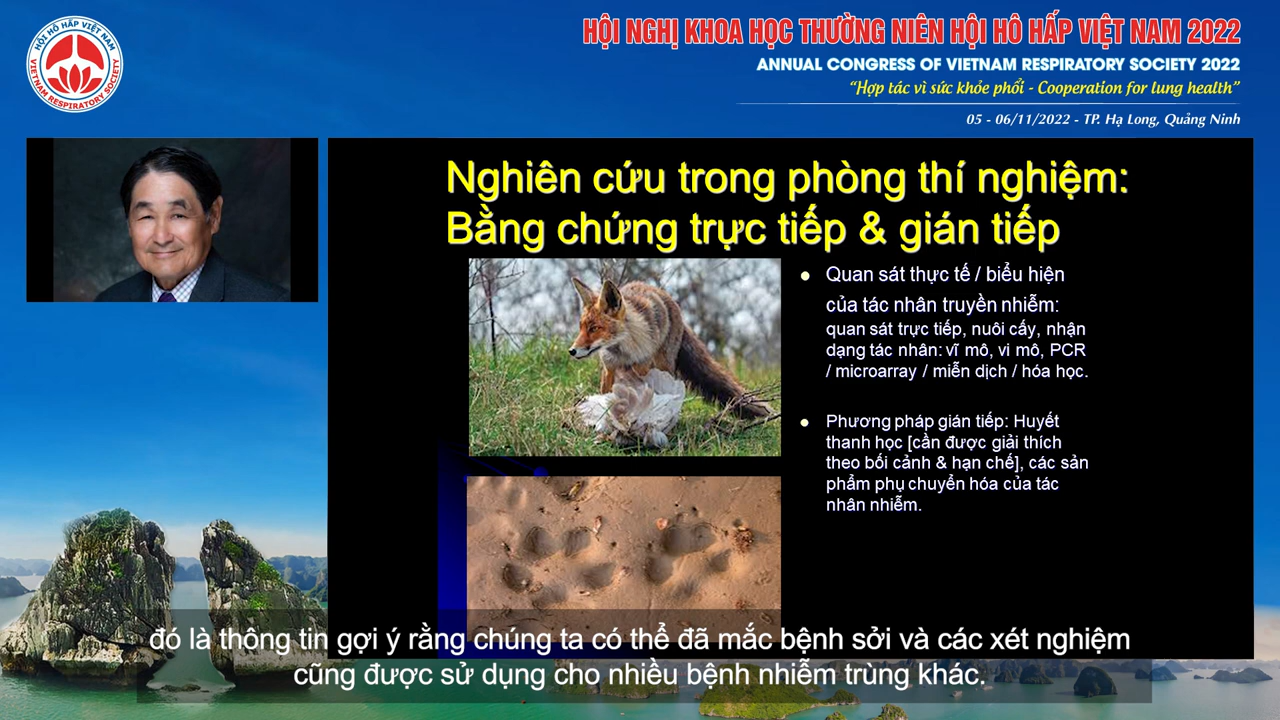 HỘI HÔ HẤP VIỆT NAM
VIETNAM RESPIRATORY SOCIETY
HỘI NGHỊ KHOA HỌC THƯỜNG NIÊN HỘI HÔ HẤP VIỆT NAM 2022
ANNUAL CONGRESS OF VIETNAM RESPIRATORY SOCIETY 2022
“Hợp tác vì sức khỏe phổi - Cooperation for lung health”
05 - 06/11/2022 - TP. Hạ Long, Quảng Ninh
Nghiên cứu trong phòng thí nghiệm:
Bằng chứng trực tiếp & gián tiếp
• Quan sát thực tế / biểu hiện
của tác nhân truyền nhiễm:
quan sát trực tiếp, nuôi cấy, nhận
dạng tác nhân: vĩ mô, vi mô, PCR
/ microarray / miễn dịch / hóa học.
• Phương pháp gián tiếp: Huyết
thanh học [cần được giải thích
theo bối cảnh & hạn chế], các sản
phẩm phụ chuyển hóa của tác
nhân nhiễm.
đó là thông tin gợi ý rằng chúng ta có thể đã mắc bệnh sởi và các xét nghiệm
cũng được sử dụng cho nhiều bệnh nhiễm trùng khác.